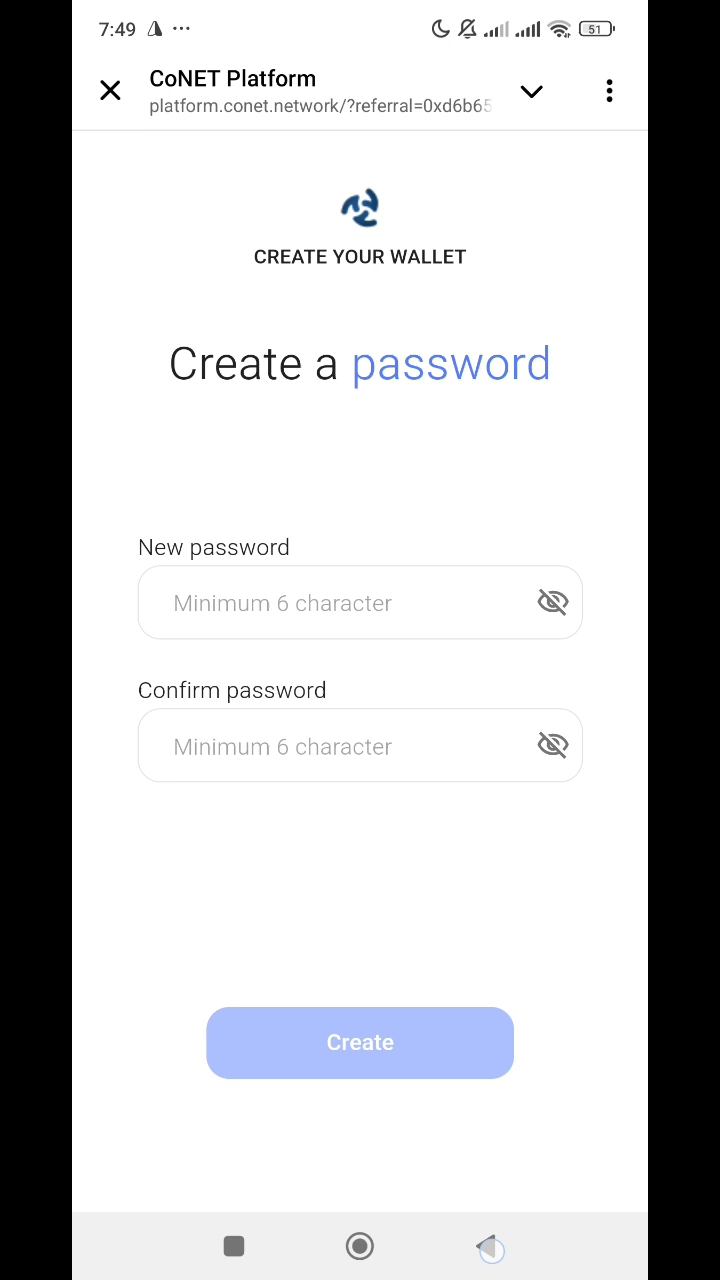 7:49
51
CoNET Platform
platform.conet.network/?referral=0xd6b65
CREATE YOUR WALLET
Create a password
New password
Minimum 6 character
Confirm password
Minimum 6 character
Create